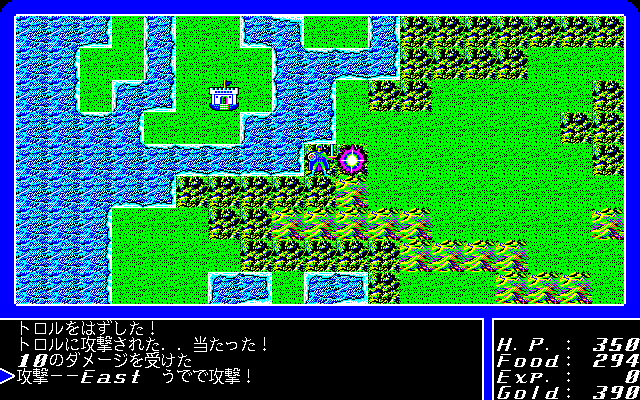 トロルをはずした!
トロルに攻撃された..当たった!
10のダメージを受けた
攻撃--East うでで攻撃!
H.P.: 350
Food: 294
Exp.: 0
Gold: 390